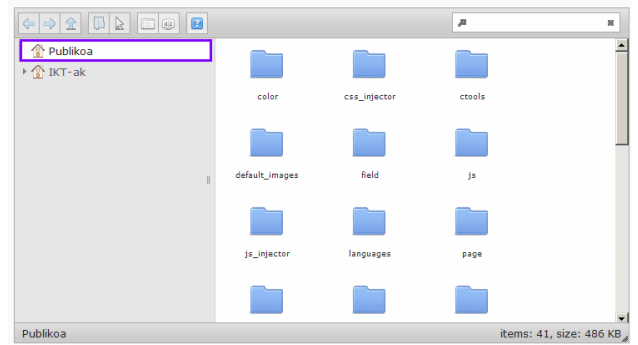 Publikoa
IKT-ak
color css_injector ctools
default_images field js
js_injector languages page
Publikoa items: 41, size: 486 KB